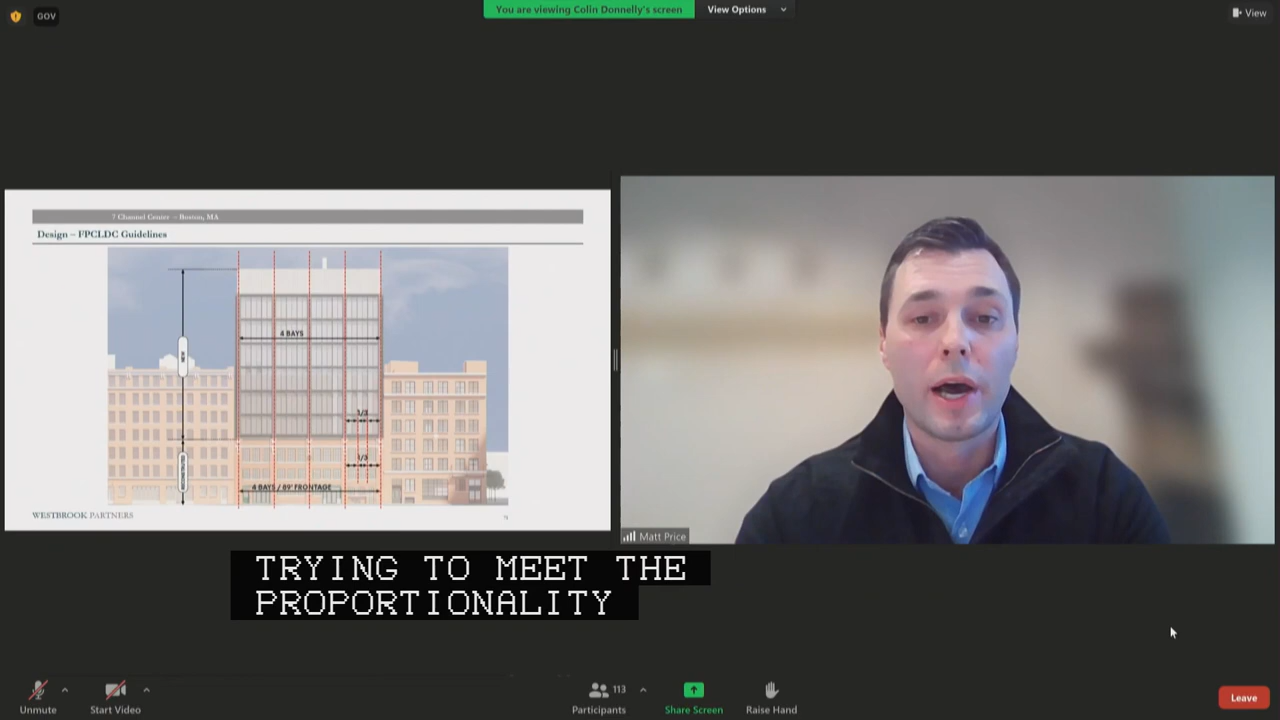 GOV
You are viewing Colin Donnelly's screen
View Options
View
7 Channel Center – Boston, MA
Design – FPCLDC Guidelines
4 BAYS
1/3
1/3
4 BAYS / 89' FRONTAGE
WESTBROOK PARTNERS
Matt Price
TRYING TO MEET THE
PROPORTIONALITY
Unmute
Start Video
113
Participants
Share Screen
Raise Hand
Leave